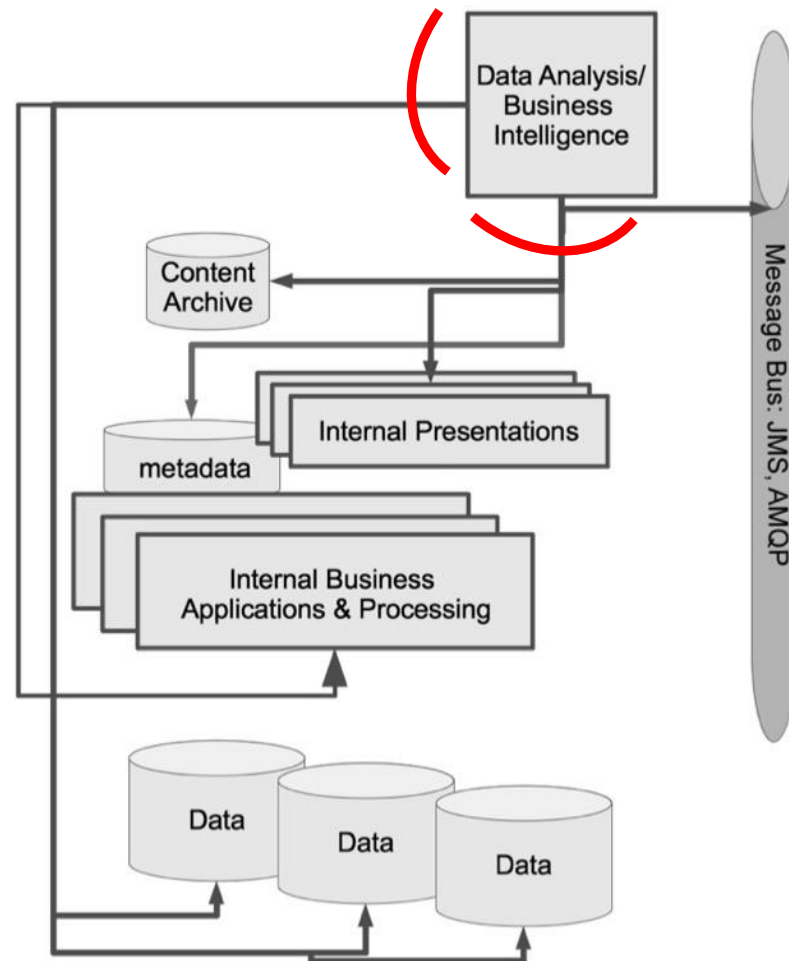 Data Analysis/
Business
Intelligence
Content
Archive
Internal Presentations
metadata
Internal Business
Applications & Processing
Data
Data
Data
Message Bus: JMS, AMQP